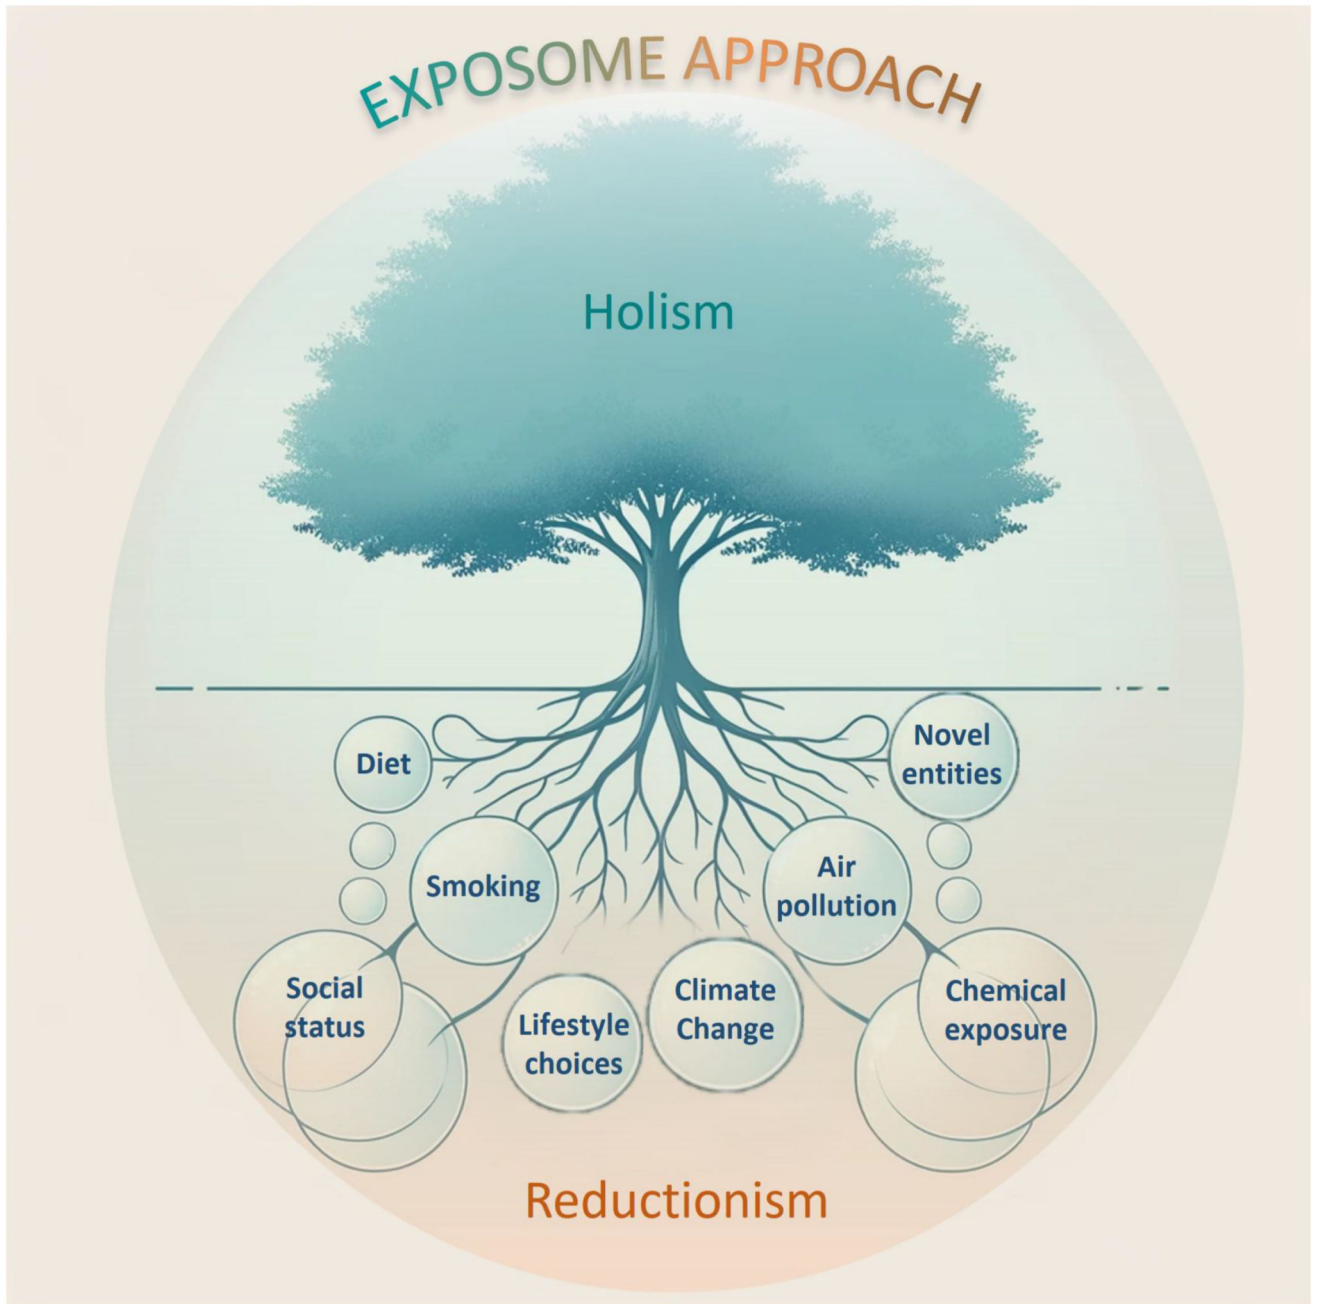 EXPOSOME APPROACH
Holism
Diet
Novel
entities
Smoking
Air
pollution
Social
status
Lifestyle
choices
Climate
Change
Chemical
exposure
Reductionism